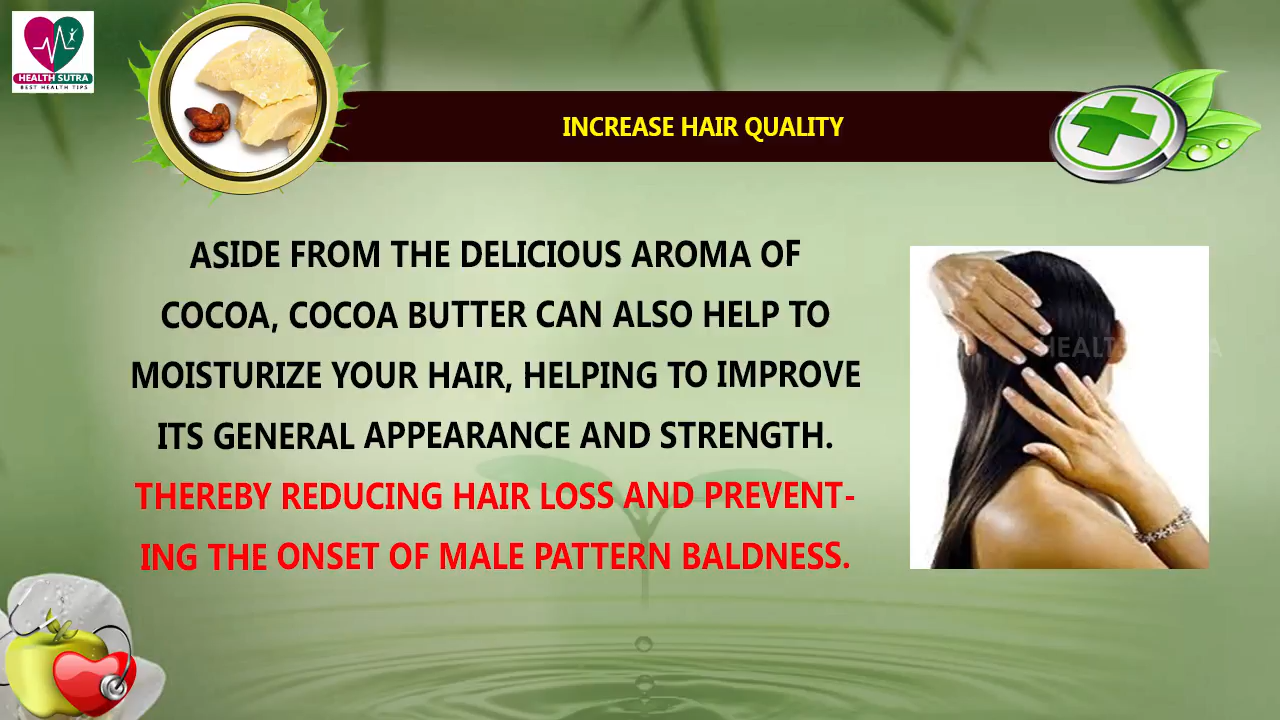 HEALTH SUTRA
BEST HEALTH TIPS
INCREASE HAIR QUALITY
ASIDE FROM THE DELICIOUS AROMA OF
COCOA, COCOA BUTTER CAN ALSO HELP TO
MOISTURIZE YOUR HAIR, HELPING TO IMPROVE
ITS GENERAL APPEARANCE AND STRENGTH.
THEREBY REDUCING HAIR LOSS AND PREVENT-
ING THE ONSET OF MALE PATTERN BALDNESS.